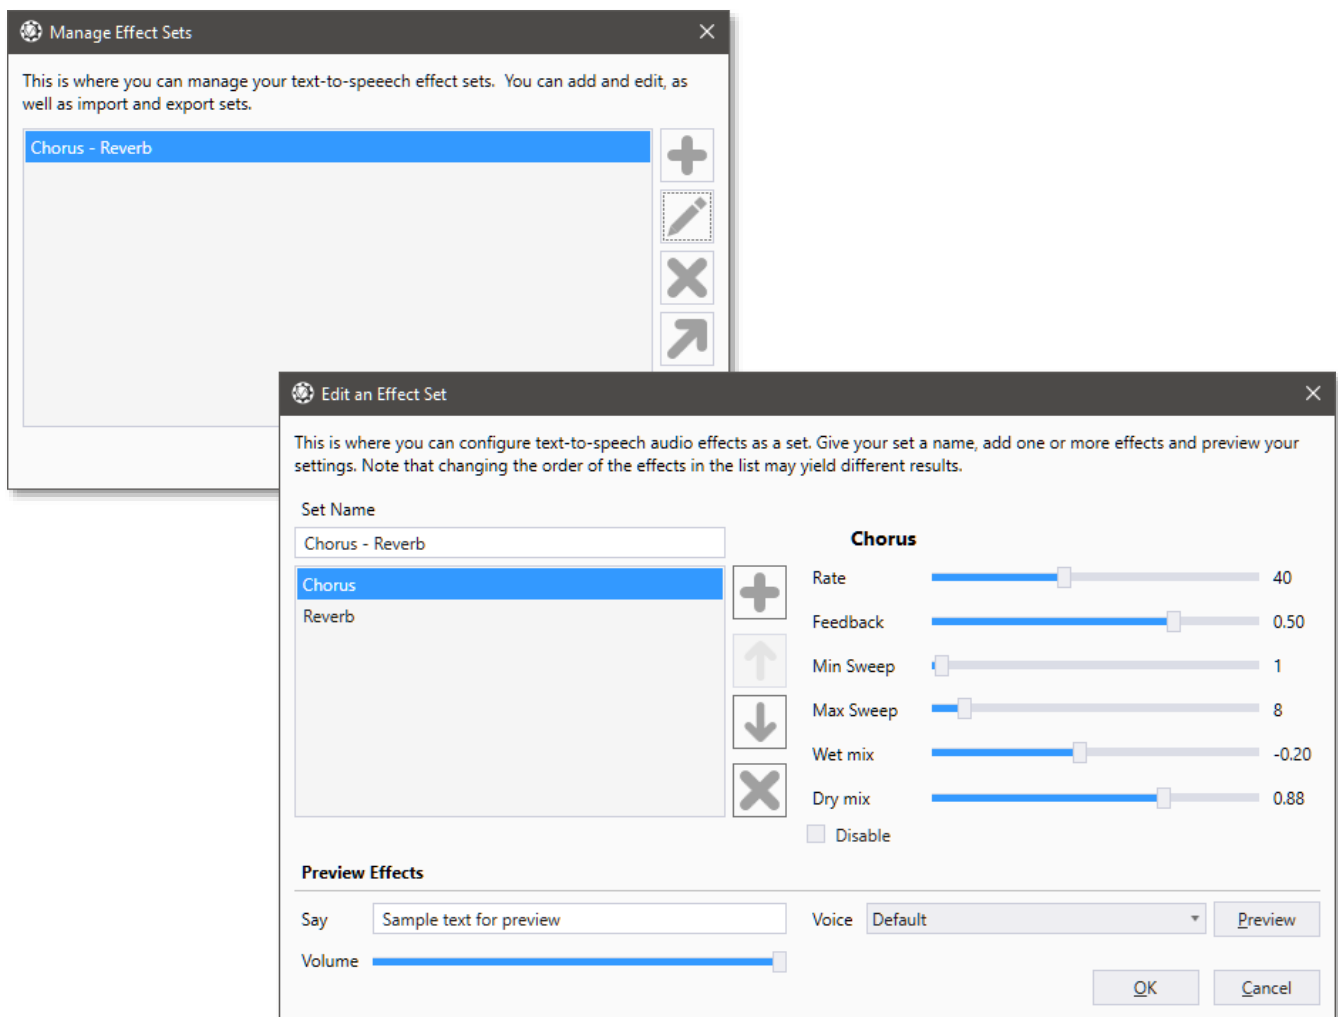 Manage Effect Sets
This is where you can manage your text-to-speeech effect sets.  You can add and edit, as
well as import and export sets.
Chorus - Reverb
Edit an Effect Set
This is where you can configure text-to-speech audio effects as a set. Give your set a name, add one or more effects and preview your
settings. Note that changing the order of the effects in the list may yield different results.
Set Name
Chorus - Reverb
Chorus
Reverb
Chorus
Rate 40
Feedback 0.50
Min Sweep 1
Max Sweep 8
Wet mix -0.20
Dry mix 0.88
Disable
Preview Effects
Say Sample text for preview Voice Default Preview
Volume
OK Cancel